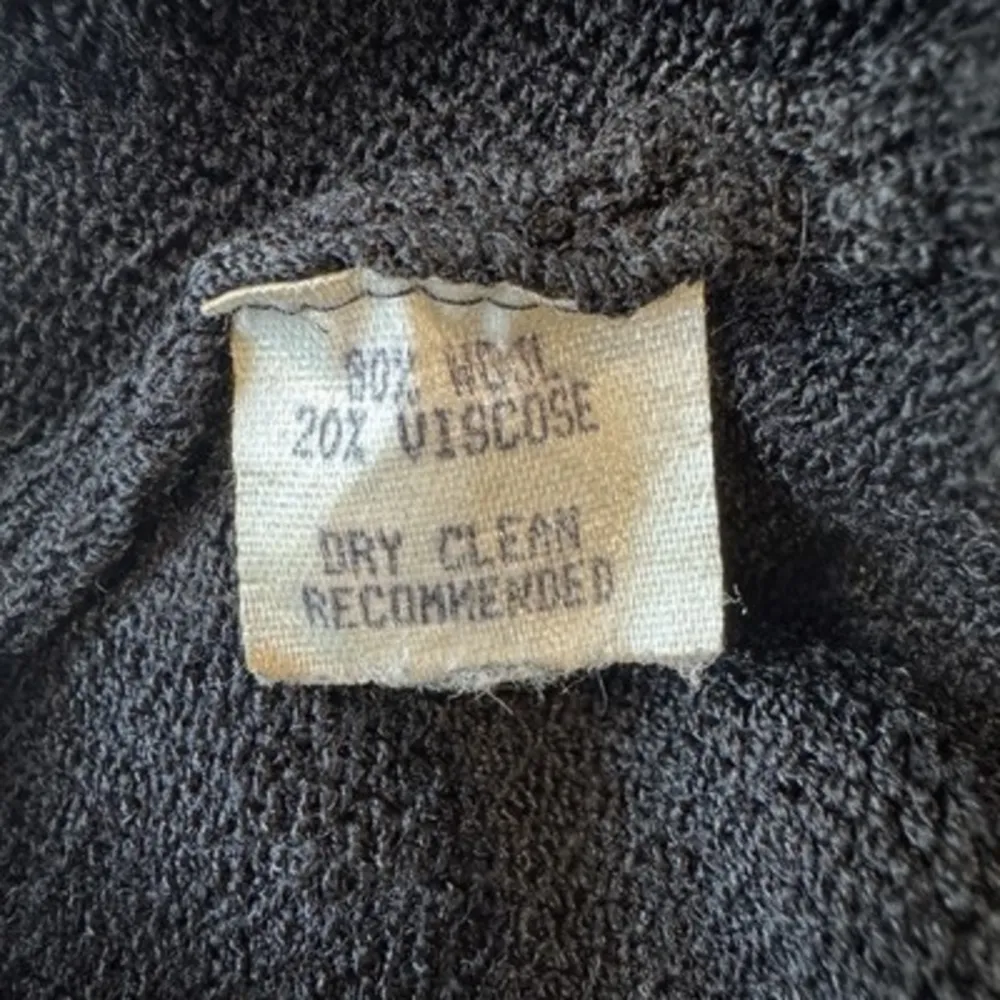 80% WOOL
20% VISCOSE
DRY CLEAN
RECOMMENDED